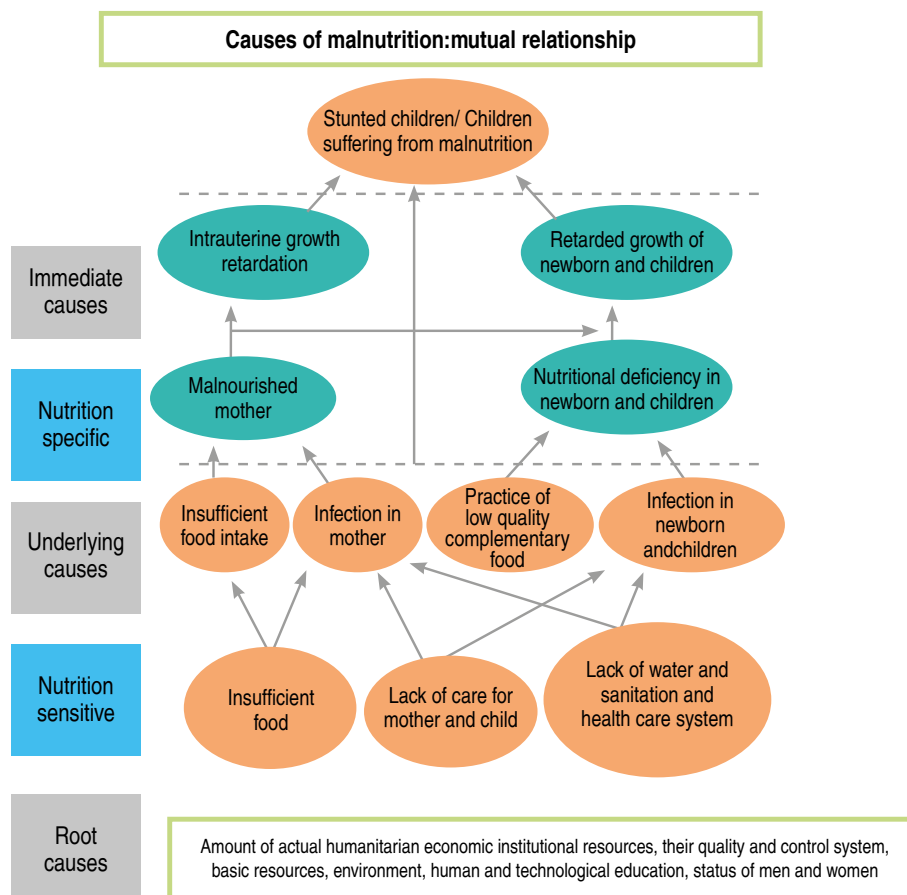 Causes of malnutrition:mutual relationship
Stunted children/ Children
suffering from malnutrition
Intrauterine growth
retardation
Retarded growth of
newborn and children
Immediate
causes
Malnourished
mother
Nutritional deficiency in
newborn and children
Nutrition
specific
Insufficient
food intake
Infection in
mother
Practice of
low quality
complementary
food
Infection in
newborn
andchildren
Underlying
causes
Nutrition
sensitive
Insufficient
food
Lack of care for
mother and child
Lack of water and
sanitation and
health care system
Root
causes
Amount of actual humanitarian economic institutional resources, their quality and control system,
basic resources, environment, human and technological education, status of men and women